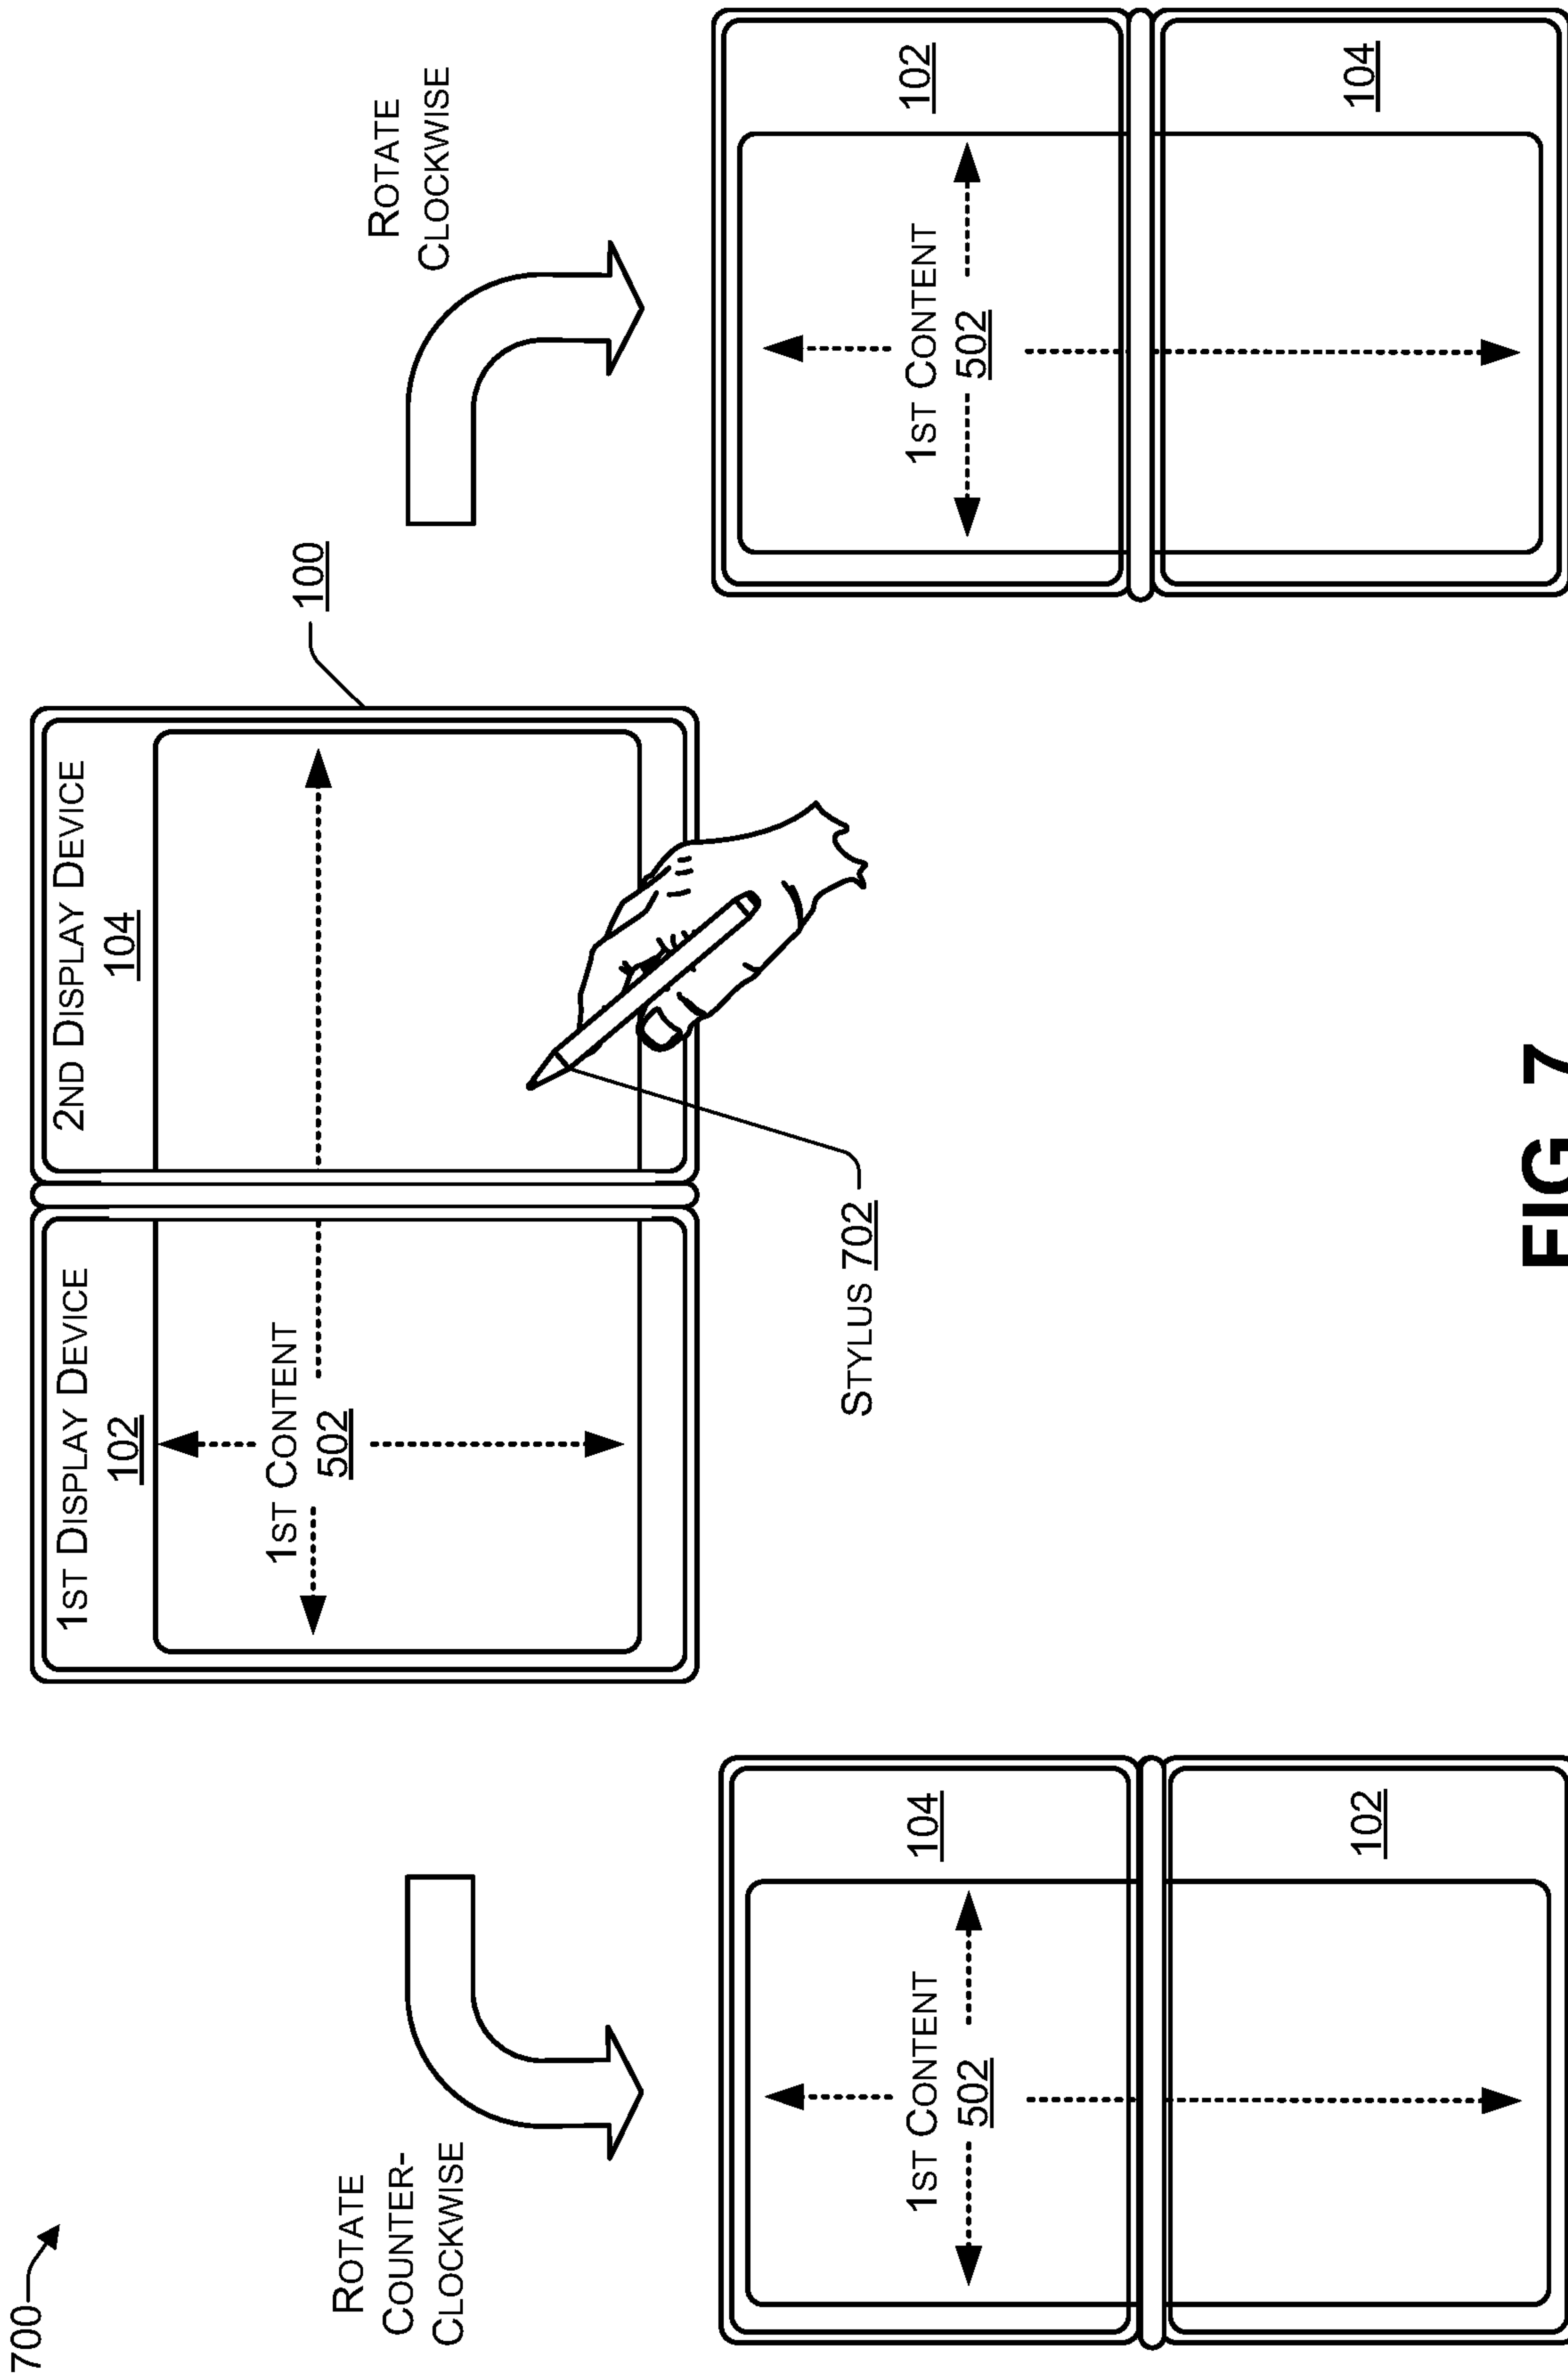 700
ROTATE
COUNTER-
CLOCKWISE
1ST DISPLAY DEVICE
102
2ND DISPLAY DEVICE
104
100
ROTATE
CLOCKWISE
1ST CONTENT
502
STYLUS 702
104
1ST CONTENT
502
102
102
1ST CONTENT
502
104
FIG. 7